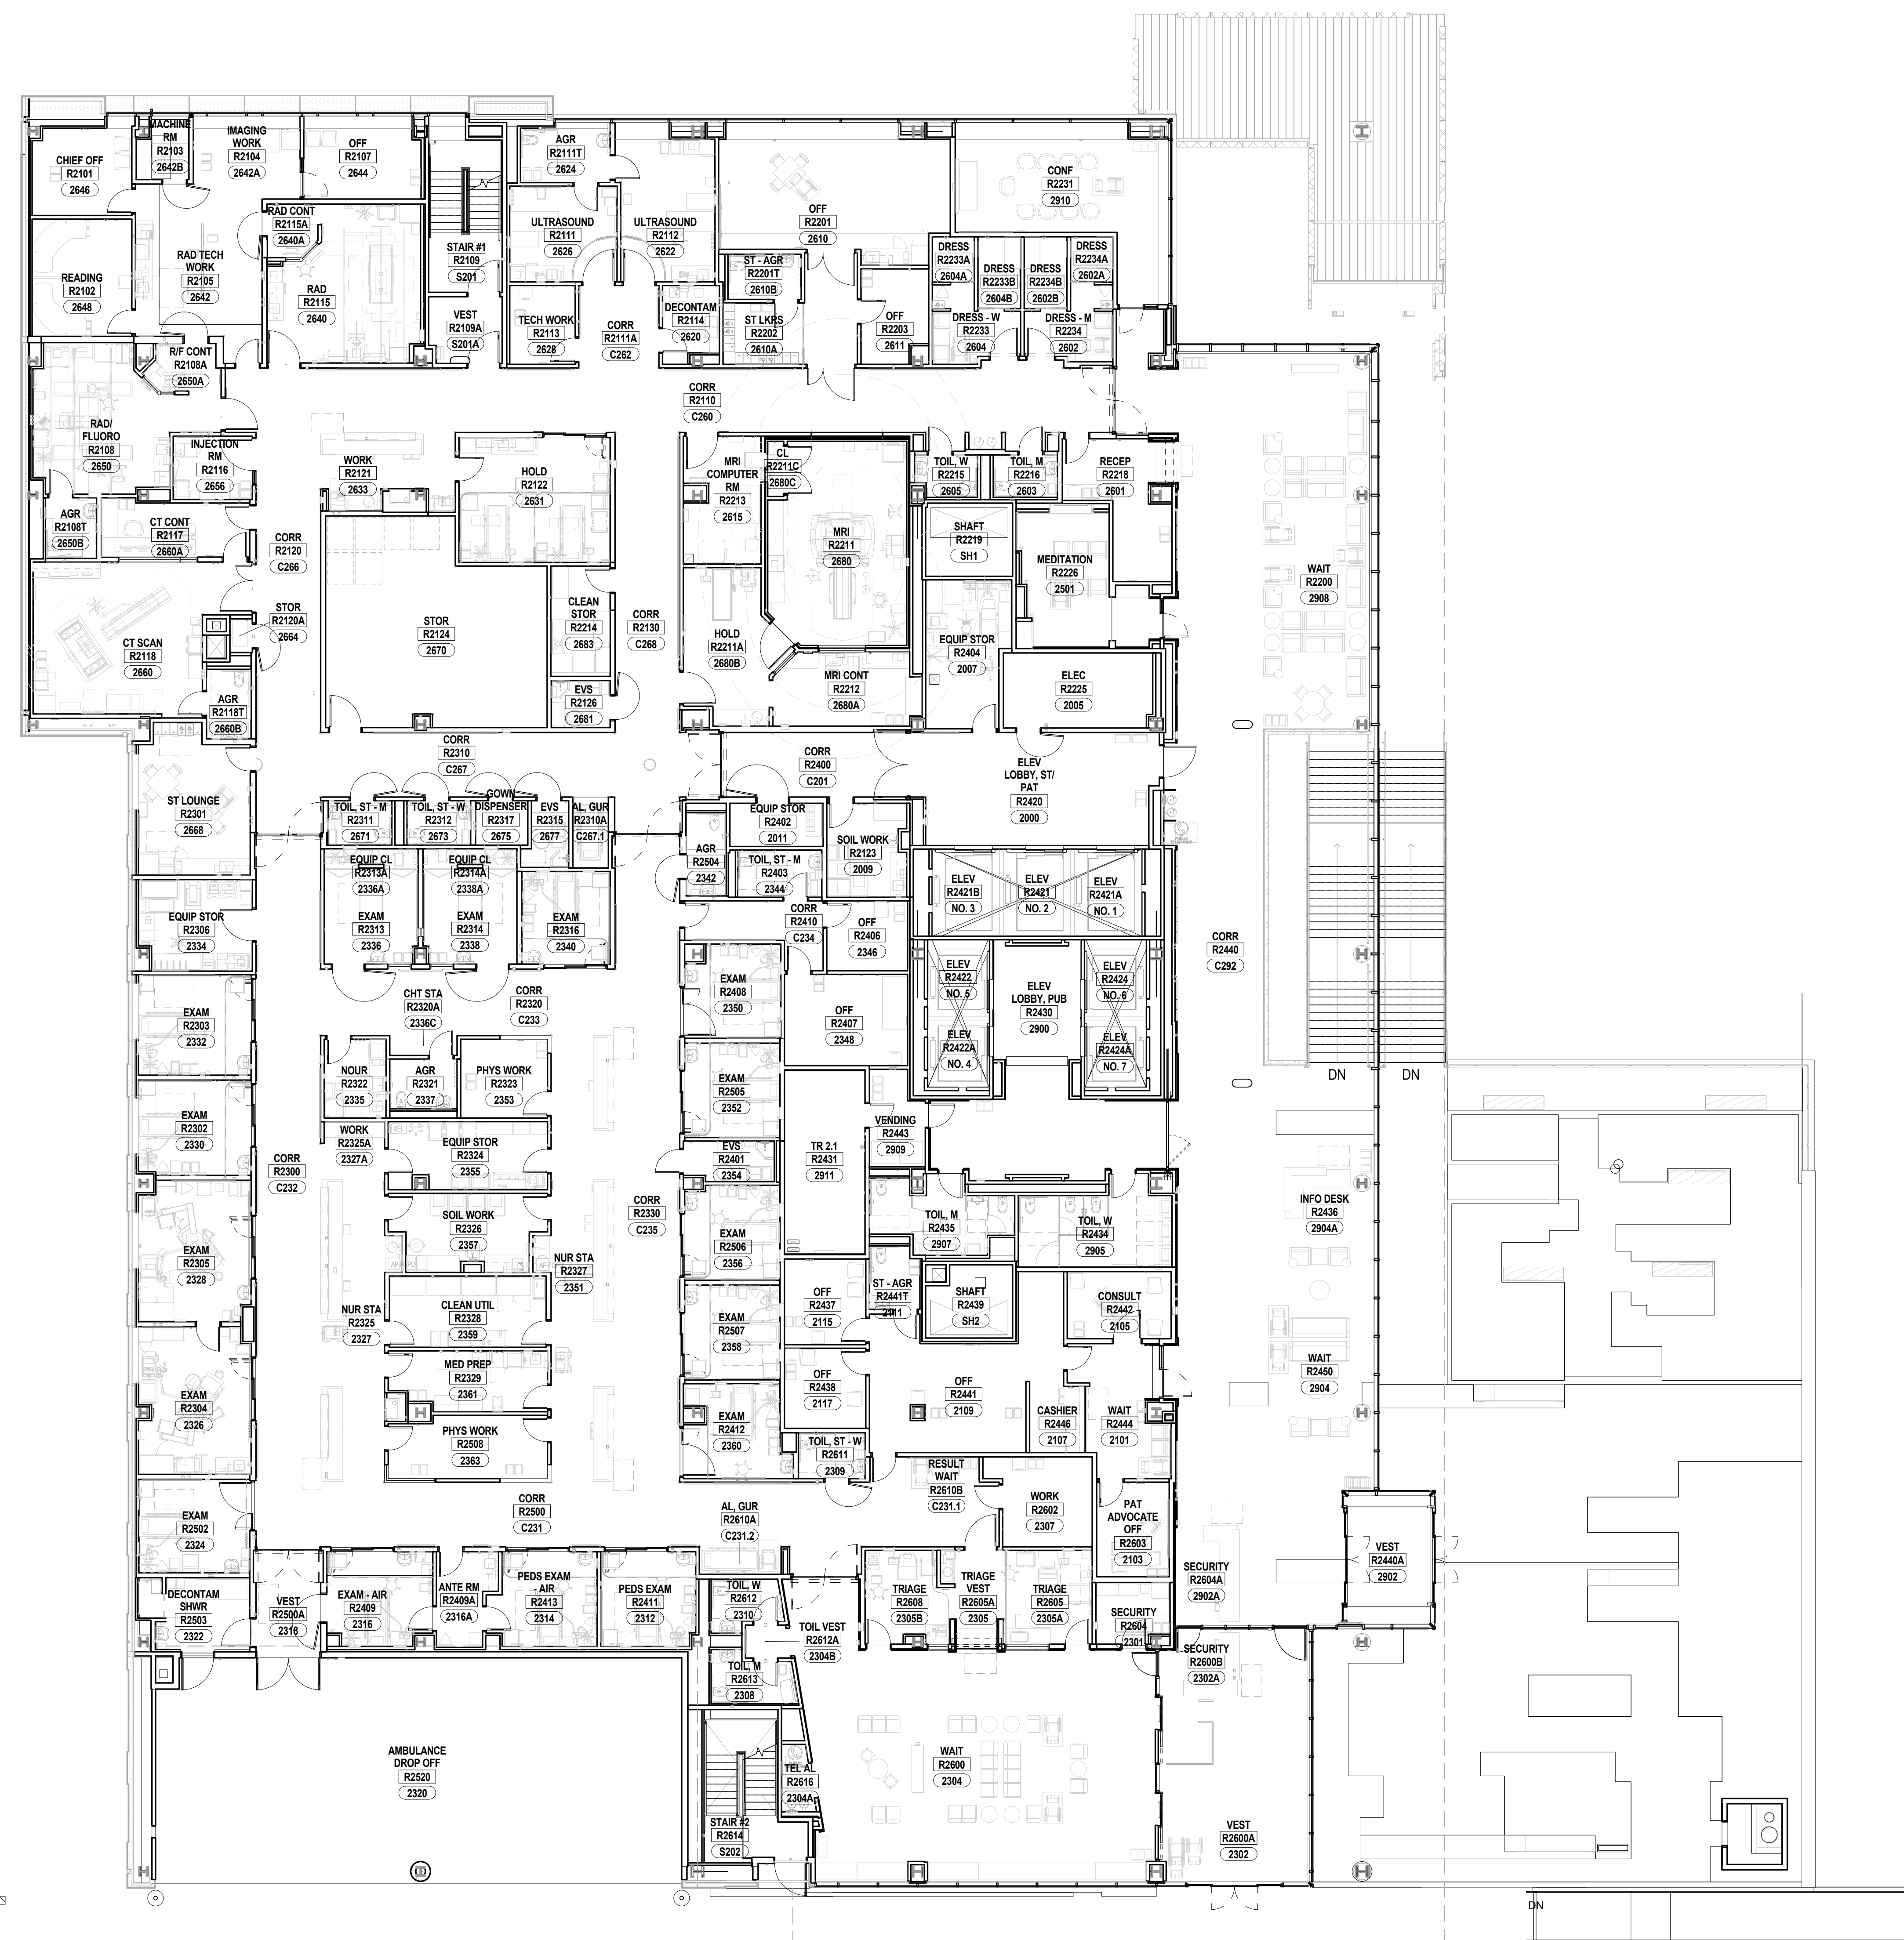 CHIEF OFF
R2101
2646
MACHINE
RM
R2103
2642B
IMAGING
WORK
R2104
2642A
OFF
R2107
2644
READING
R2102
2648
RAD TECH
WORK
R2105
2642
RAD CONT
R2115A
2640A
RAD
R2115
2640
STAIR #1
R2109
S201
VEST
R2109A
S201A
AGR
R2111T
2624
ULTRASOUND
R2111
2626
ULTRASOUND
R2112
2622
TECH WORK
R2113
2628
CORR
R2111A
C262
DECONTAM
R2114
2620
OFF
R2201
2610
ST - AGR
R2201T
2610B
ST LKRS
R2202
2610A
OFF
R2203
2611
CONF
R2231
2910
DRESS
R2233A
2604A
DRESS
R2233B
2604B
DRESS
R2234B
2602B
DRESS
R2234A
2602A
DRESS - W
R2233
2604
DRESS - M
R2234
2602
R/F CONT
R2108A
2650A
RAD/
FLUORO
R2108
2650
INJECTION
RM
R2116
2656
AGR
R2108T
2650B
CT CONT
R2117
2660A
CORR
R2120
C266
STOR
R2120A
2664
CT SCAN
R2118
2660
AGR
R2118T
2660B
CORR
R2110
C260
WORK
R2121
2633
HOLD
R2122
2631
STOR
R2124
2670
CLEAN
STOR
R2214
2683
EVS
R2126
2681
CORR
R2130
C268
MRI
COMPUTER
RM
R2213
2615
CL
R2211C
2680C
MRI
R2211
2680
HOLD
R2211A
2680B
MRI CONT
R2212
2680A
TOIL, W
R2215
2605
TOIL, M
R2216
2603
RECEP
R2218
2601
SHAFT
R2219
SH1
MEDITATION
R2226
2501
EQUIP STOR
R2404
2007
ELEC
R2225
2005
WAIT
R2200
2908
CORR
R2310
C267
CORR
R2400
C201
ELEV
LOBBY, ST/
PAT
R2420
2000
ST LOUNGE
R2301
2668
TOIL, ST - M
R2311
2671
TOIL, ST - W
R2312
2673
GOWN
DISPENSER
R2317
2675
EVS
R2315
2677
AL, GUR
R2310A
C267.1
EQUIP CL
R2313A
2336A
EQUIP CL
R2314A
2338A
EXAM
R2313
2336
EXAM
R2314
2338
EXAM
R2316
2340
AGR
R2504
2342
EQUIP STOR
R2402
2011
TOIL, ST - M
R2403
2344
SOIL WORK
R2123
2009
CORR
R2410
C234
OFF
R2406
2346
ELEV
R2421B
NO. 3
ELEV
R2421
NO. 2
ELEV
R2421A
NO. 1
ELEV
R2422
NO. 5
ELEV
R2422A
NO. 4
ELEV
LOBBY, PUB
R2430
2900
ELEV
R2424
NO. 6
ELEV
R2424A
NO. 7
CORR
R2440
C292
DN
DN
EQUIP STOR
R2306
2334
EXAM
R2303
2332
EXAM
R2302
2330
EXAM
R2305
2328
EXAM
R2304
2326
EXAM
R2502
2324
CORR
R2300
C232
CHT STA
R2320A
2336C
CORR
R2320
C233
NOUR
R2322
2335
AGR
R2321
2337
PHYS WORK
R2323
2353
WORK
R2325A
2327A
EQUIP STOR
R2324
2355
SOIL WORK
R2326
2357
NUR STA
R2327
2351
NUR STA
R2325
2327
CLEAN UTIL
R2328
2359
MED PREP
R2329
2361
PHYS WORK
R2508
2363
CORR
R2330
C235
EXAM
R2408
2350
OFF
R2407
2348
EXAM
R2505
2352
EVS
R2401
2354
EXAM
R2506
2356
EXAM
R2507
2358
EXAM
R2412
2360
TR 2.1
R2431
2911
VENDING
R2443
2909
TOIL, M
R2435
2907
TOIL, W
R2434
2905
OFF
R2437
2115
ST - AGR
R2441T
2111
SHAFT
R2439
SH2
CONSULT
R2442
2105
OFF
R2438
2117
OFF
R2441
2109
CASHIER
R2446
2107
WAIT
R2444
2101
INFO DESK
R2436
2904A
WAIT
R2450
2904
TOIL, ST - W
R2611
2309
RESULT
WAIT
R2610B
C231.1
WORK
R2602
2307
PAT
ADVOCATE
OFF
R2603
2103
CORR
R2500
C231
AL, GUR
R2610A
C231.2
VEST
R2440A
2902
SECURITY
R2604A
2902A
DECONTAM
SHWR
R2503
2322
VEST
R2500A
2318
EXAM - AIR
R2409
2316
ANTE RM
R2409A
2316A
PEDS EXAM
- AIR
R2413
2314
PEDS EXAM
R2411
2312
TOIL, W
R2612
2310
TOIL VEST
R2612A
2304B
TOIL, M
R2613
2308
TRIAGE
R2608
2305B
TRIAGE
VEST
R2605A
2305
TRIAGE
R2605
2305A
SECURITY
R2604
2301
SECURITY
R2600B
2302A
AMBULANCE
DROP OFF
R2520
2320
STAIR #2
R2614
S202
TEL AL
R2616
2304A
WAIT
R2600
2304
VEST
R2600A
2302
DN